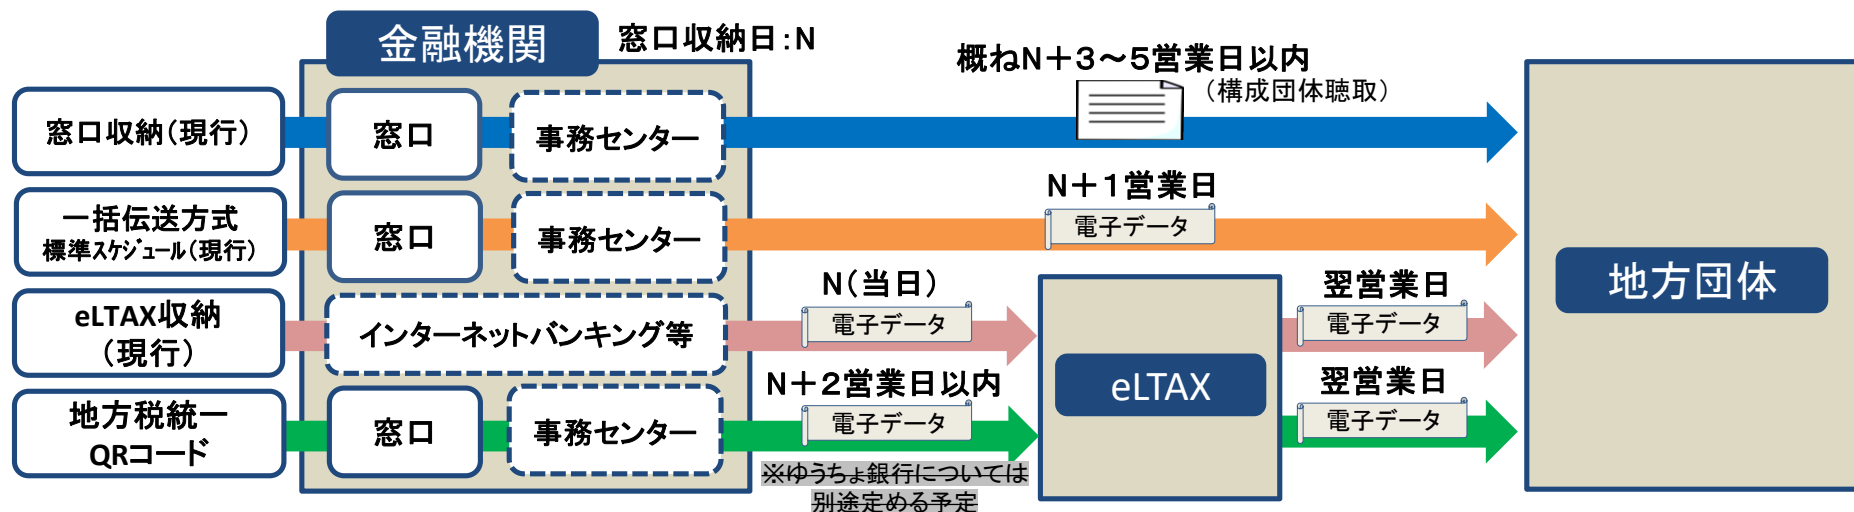 金融機関
窓口収納日：N
概ねN＋3～5営業日以内
（構成団体聴取）
窓口収納（現行）
窓口
事務センター
N＋1営業日
一括伝送方式
標準ｽｹｼﾞｭｰﾙ（現行）
窓口
事務センター
電子データ
地方団体
N（当日）
翌営業日
eLTAX収納
（現行）
インターネットバンキング等
電子データ
電子データ
eLTAX
N＋2営業日以内
翌営業日
地方税統一
QRコード
窓口
事務センター
電子データ
電子データ
※ゆうちょ銀行については
別途定める予定